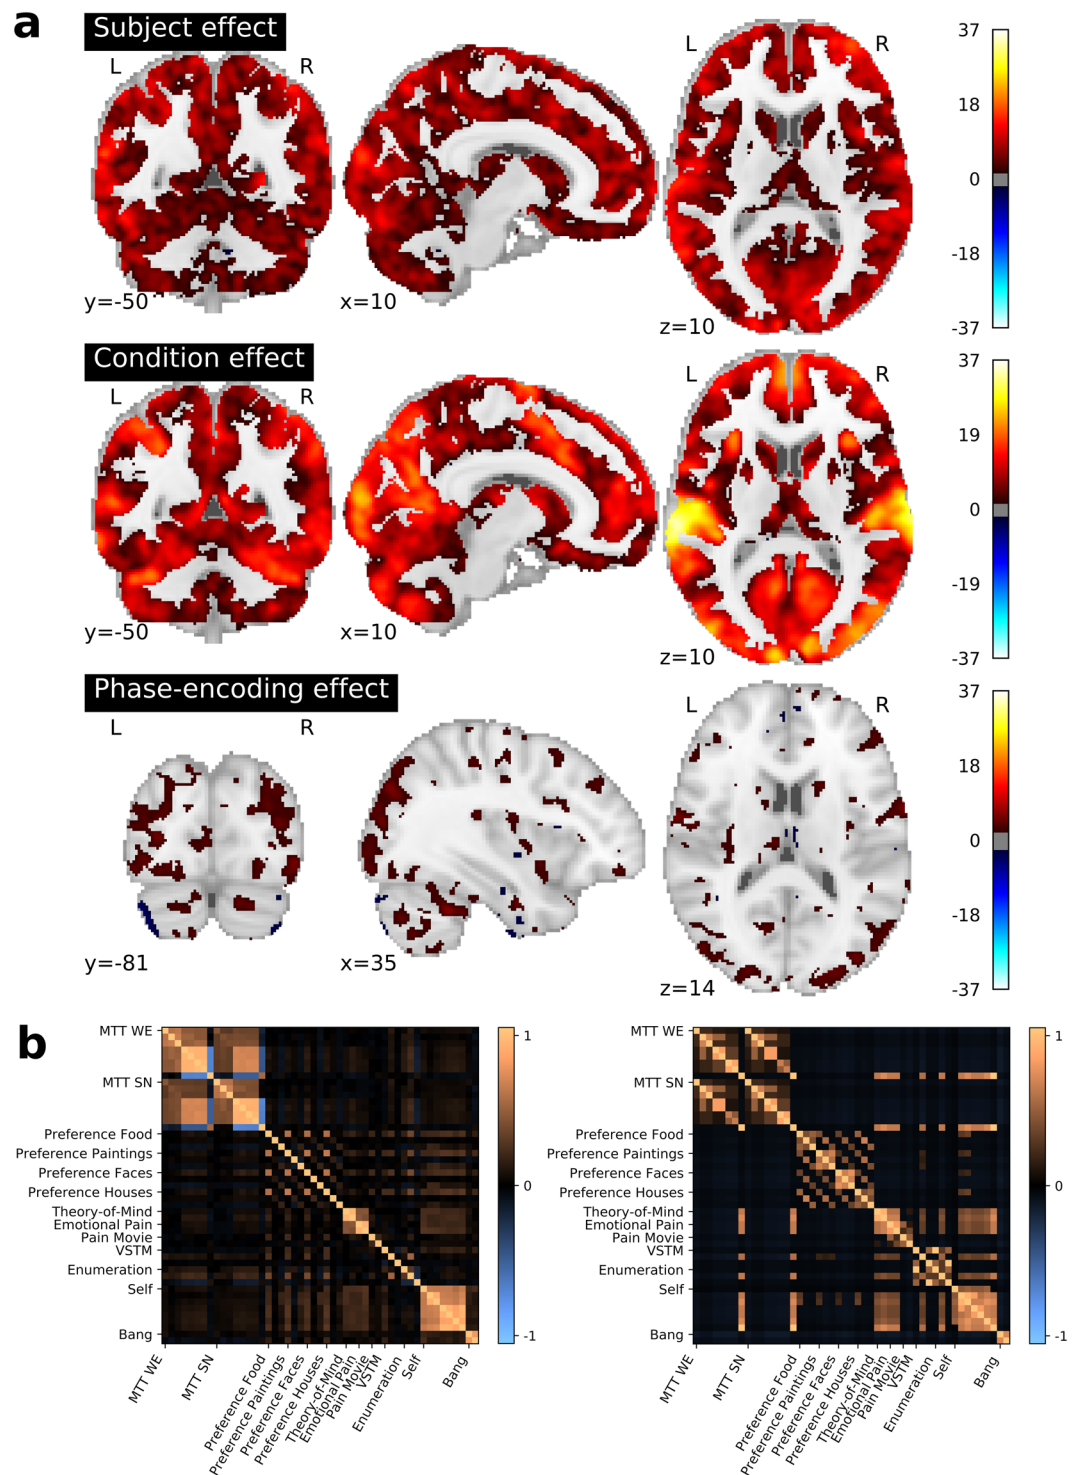 a
Subject effect
L R
L R
37
18
0
-18
-37
y=-50
x=10
z=10
Condition effect
L R
L R
37
19
0
-19
-37
y=-50
x=10
z=10
Phase-encoding effect
L R
L R
37
18
0
-18
-37
y=-81
x=35
z=14
b
MTT WE
MTT SN
Preference Food
Preference Paintings
Preference Faces
Preference Houses
Theory-of-Mind
Emotional Pain
Pain Movie
VSTM
Enumeration
Self
Bang
1
0
-1
MTT WE
MTT SN
Preference Food
Preference Paintings
Preference Faces
Preference Houses
Theory-of-Mind
Emotional Pain
Pain Movie
VSTM
Enumeration
Self
Bang
MTT WE
MTT SN
Preference Food
Preference Paintings
Preference Faces
Preference Houses
Theory-of-Mind
Emotional Pain
Pain Movie
VSTM
Enumeration
Self
Bang
1
0
-1
MTT WE
MTT SN
Preference Food
Preference Paintings
Preference Faces
Preference Houses
Theory-of-Mind
Emotional Pain
Pain Movie
VSTM
Enumeration
Self
Bang